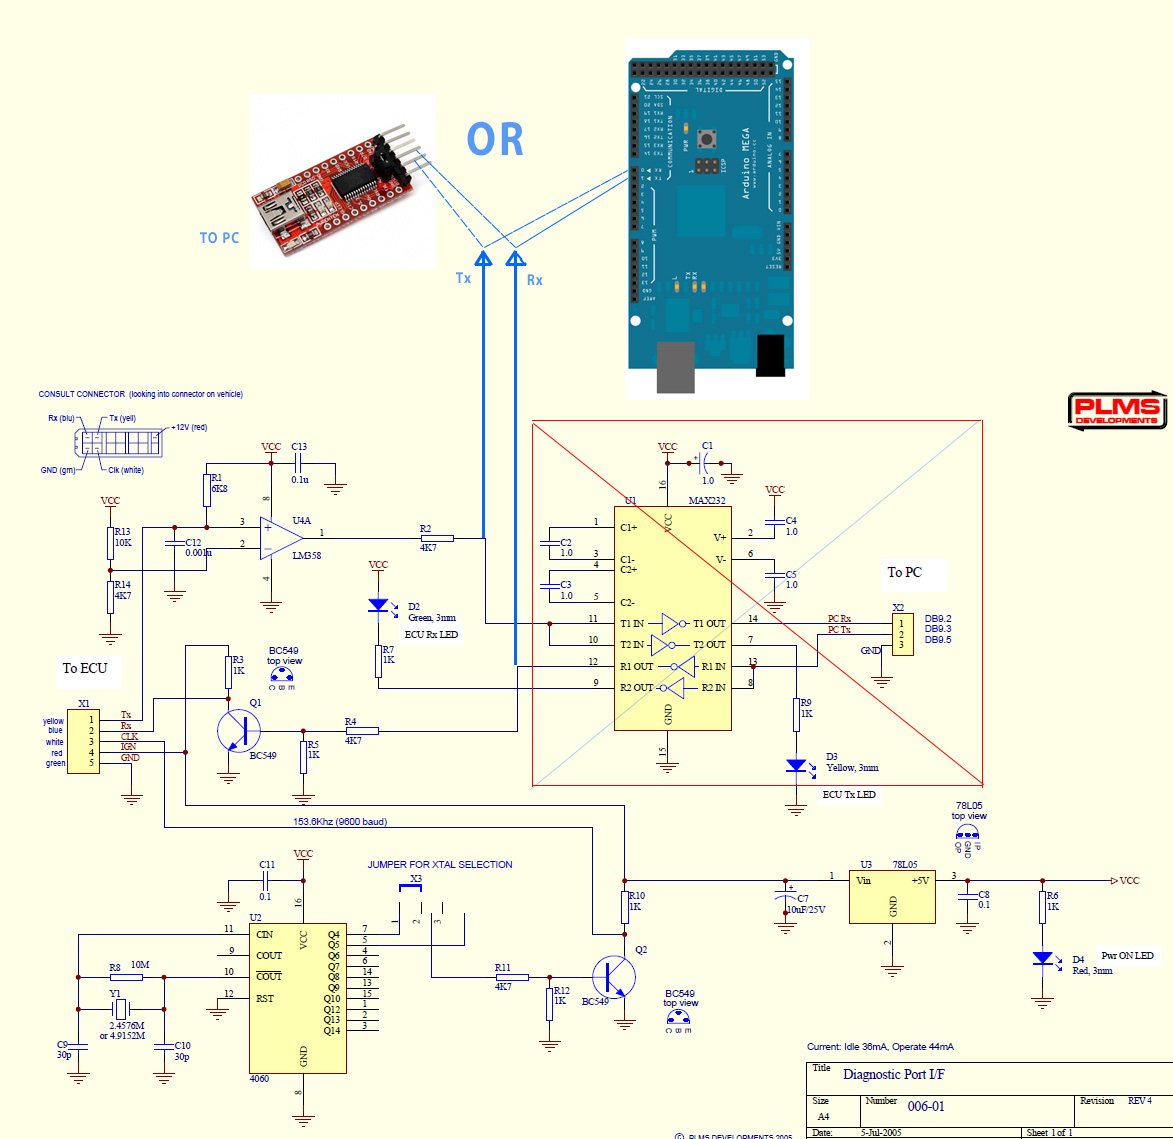 OR
TO PC
Tx
Rx
DIGITAL
COMMUNICATION
PWR
ICSP
ANALOG IN
Arduino MEGA
PWM
L
TX
RX
RESET
AREF
CONSULT CONNECTOR (looking into connector on vehicle)
Rx (blu)
Tx (yell)
+12V (red)
GND (grn)
Clk (white)
PLMS
DEVELOPMENTS
VCC
C13
0.1u
R1
6K8
8
VCC
R13
10K
3
2
U4A
1
LM358
4
C12
0.001u
R14
4K7
R2
4K7
VCC
D2
Green, 3mm
ECU Rx LED
R7
1K
VCC
C1
+
1.0
16
U1
MAX232
VCC
VCC
C4
1.0
1
C1+
C2
1.0
3
C1-
4
C2+
C3
1.0
5
C2-
V+
2
V-
6
C5
1.0
11
T1 IN
T1 OUT
14
10
T2 IN
T2 OUT
7
12
R1 OUT
R1 IN
13
9
R2 OUT
R2 IN
8
GND
15
To PC
PC Rx
PC Tx
GND
X2
1
2
3
DB9.2
DB9.3
DB9.5
R9
1K
D3
Yellow, 3mm
ECU Tx LED
To ECU
R3
1K
BC549
top view
C B E
Q1
BC549
R4
4K7
R5
1K
X1
yellow
1
Tx
blue
2
Rx
white
3
CLK
red
4
IGN
green
5
GND
153.6Khz (9600 baud)
VCC
C11
0.1
16
JUMPER FOR XTAL SELECTION
X3
1
2
3
U2
11
CIN
9
COUT
10
COUT
12
RST
VCC
GND
Q4
7
Q5
5
Q6
4
Q7
6
Q8
14
Q9
13
Q10
15
Q12
1
Q13
2
Q14
3
4060
8
R8
10M
Y1
2.4576M
or 4.9152M
C9
30p
C10
30p
R11
4K7
R12
1K
R10
1K
Q2
BC549
BC549
top view
C B E
78L05
top view
OP GND IP
C7
+
10uF/25V
U3
78L05
1
Vin
+5V
3
GND
2
C8
0.1
R6
1K
VCC
D4
Red, 3mm
Pwr ON LED
Current: Idle 36mA, Operate 44mA
Title
Diagnostic Port I/F
Size
A4
Number
006-01
Revision
REV 4
Date:
5-Jul-2005
Sheet 1 of 1
© PLMS DEVELOPMENTS 2005